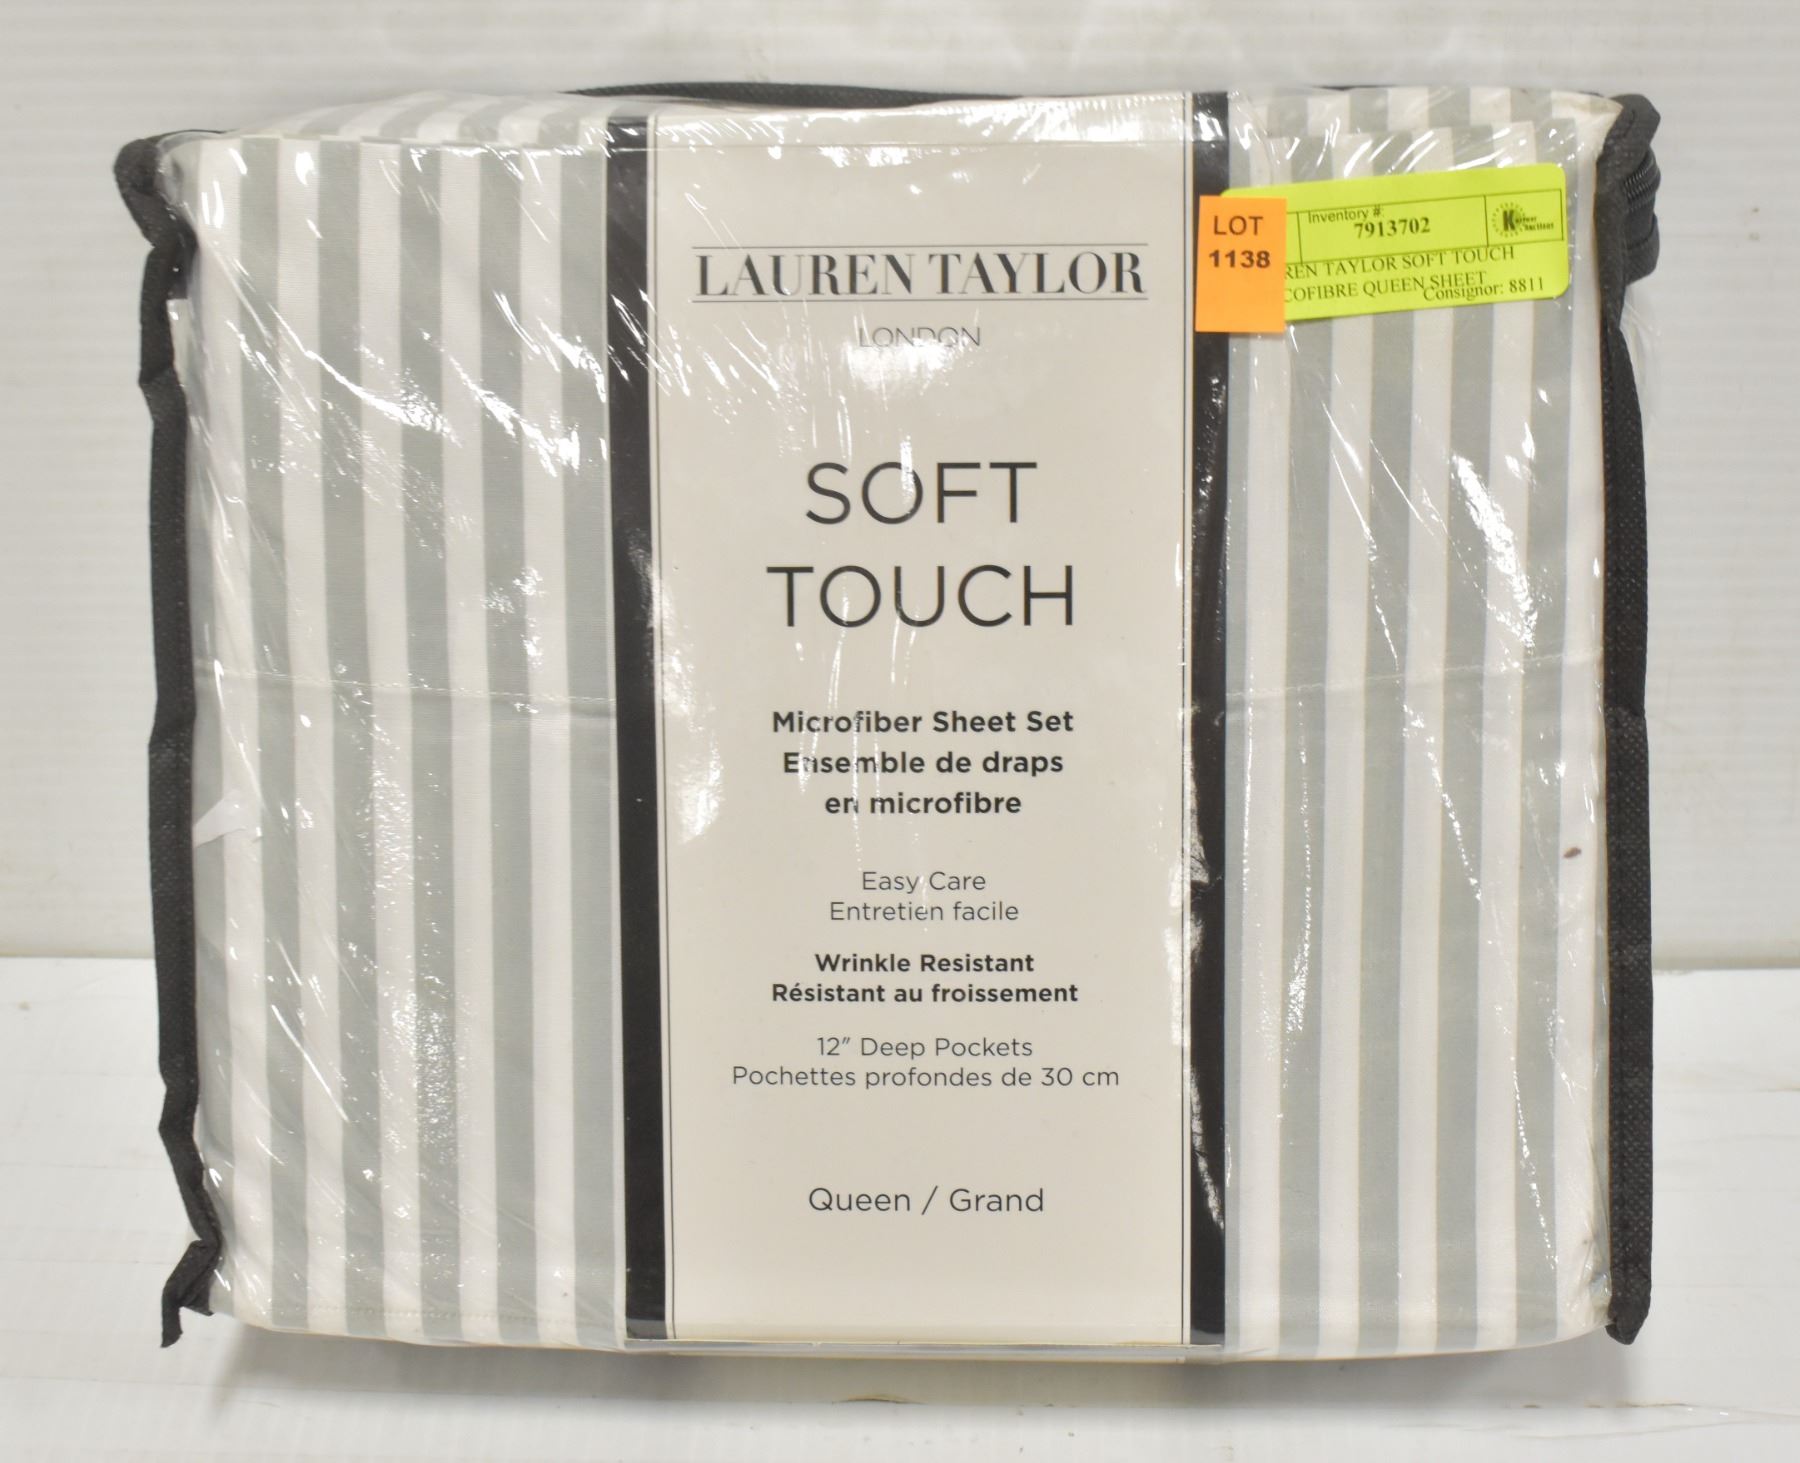 LAUREN TAYLOR
LONDON
SOFT
TOUCH
Microfiber Sheet Set
Ensemble de draps
en microfibre
Easy Care
Entretien facile
Wrinkle Resistant
Résistant au froissement
12" Deep Pockets
Pochettes profondes de 30 cm
Queen / Grand
LOT
1138
Inventory #:
7913702
REN TAYLOR SOFT TOUCH
COFIBRE QUEEN SHEET
Consignor: 8811